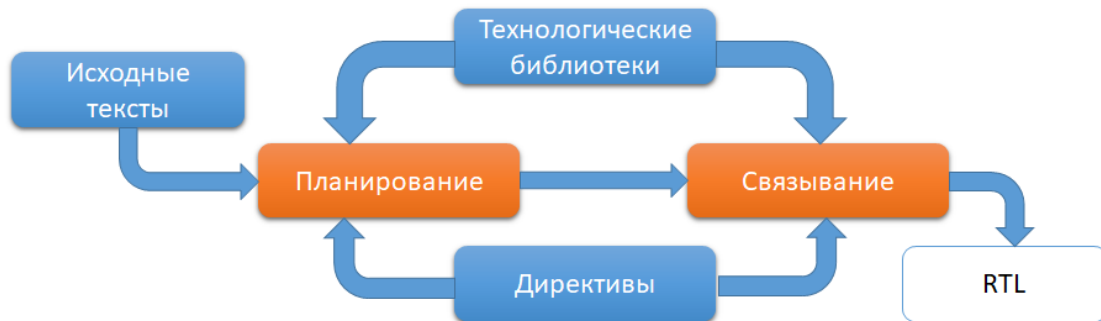 Технологические
библиотеки
Исходные
тексты
Планирование
Связывание
Директивы
RTL